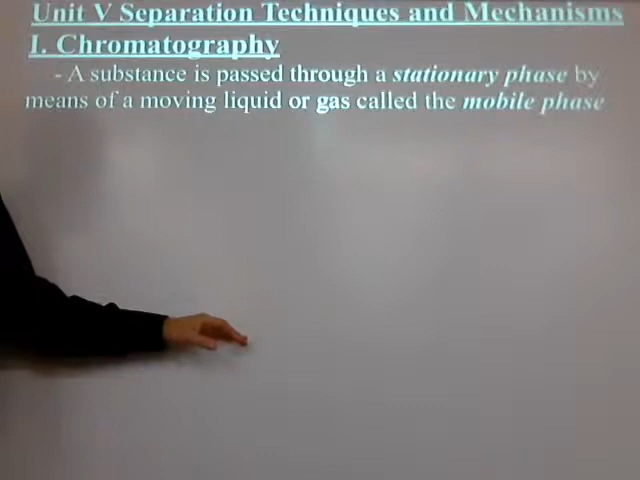 Unit V Separation Techniques and Mechanisms
I. Chromatography
- A substance is passed through a stationary phase by
means of a moving liquid or gas called the mobile phase